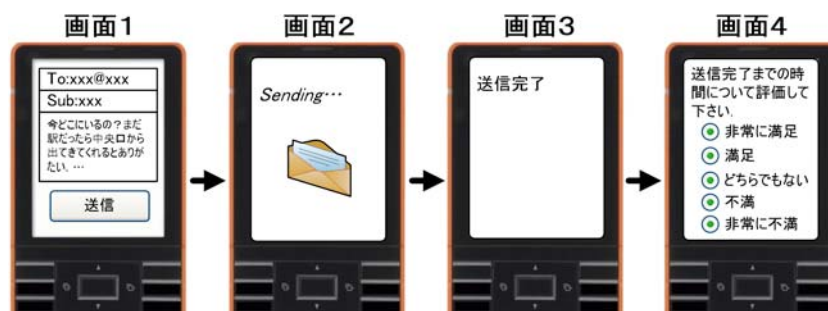 画面1
画面2
画面3
画面4
To:xxx@xxx
Sub:xxx
今どこにいるの？まだ
駅だったら中央口から
出てきてくれるとありが
たい．…
送信
Sending…
送信完了
送信完了までの時
間について評価して
下さい．
非常に満足
満足
どちらでもない
不満
非常に不満